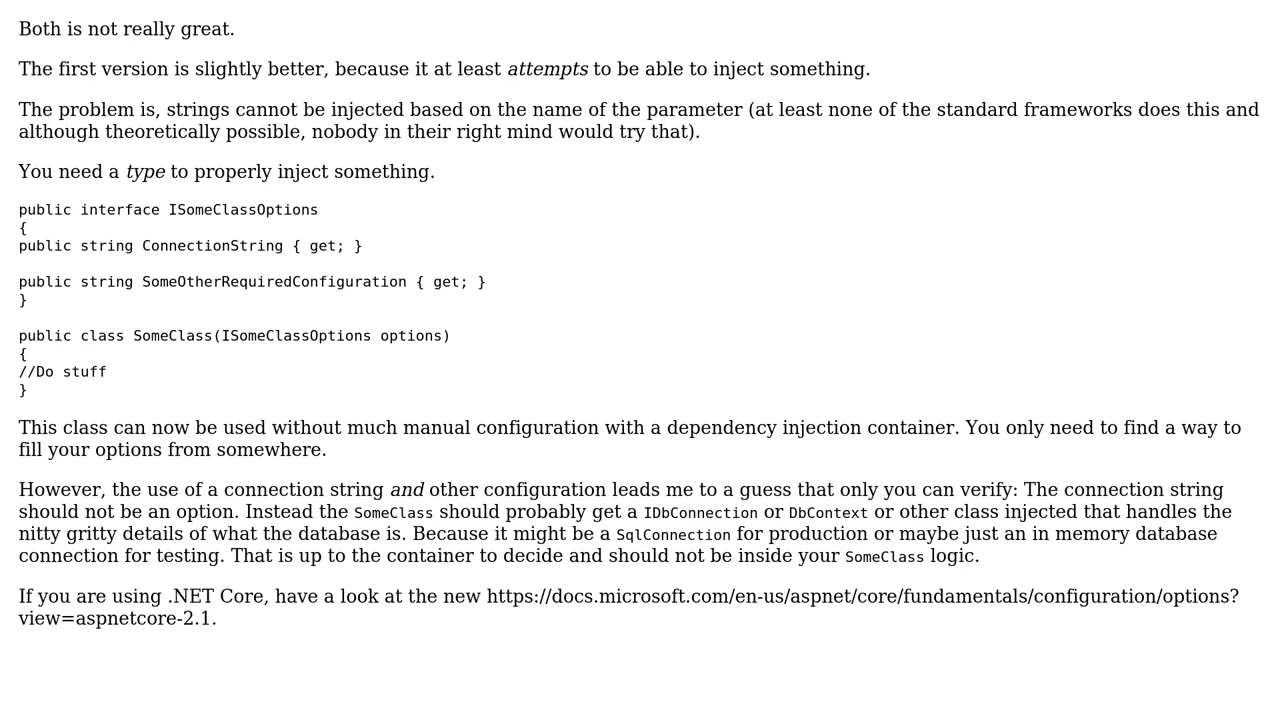 Both is not really great.
The first version is slightly better, because it at least attempts to be able to inject something.
The problem is, strings cannot be injected based on the name of the parameter (at least none of the standard frameworks does this and
although theoretically possible, nobody in their right mind would try that).
You need a type to properly inject something.
public interface ISomeClassOptions
{
public string ConnectionString { get; }
public string SomeOtherRequiredConfiguration { get; }
}
public class SomeClass(ISomeClassOptions options)
{
//Do stuff
}
This class can now be used without much manual configuration with a dependency injection container. You only need to find a way to
fill your options from somewhere.
However, the use of a connection string and other configuration leads me to a guess that only you can verify: The connection string
should not be an option. Instead the SomeClass should probably get a IDbConnection or DbContext or other class injected that handles the
nitty gritty details of what the database is. Because it might be a SqlConnection for production or maybe just an in memory database
connection for testing. That is up to the container to decide and should not be inside your SomeClass logic.
If you are using .NET Core, have a look at the new https://docs.microsoft.com/en-us/aspnet/core/fundamentals/configuration/options?
view=aspnetcore-2.1.